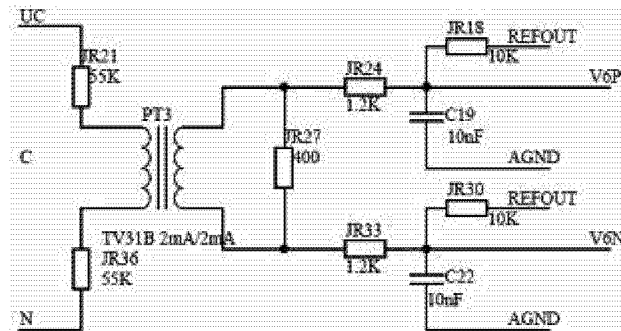 UC
JR18
REFOUT
10K
JR21
55K
JR24
V6P
1.2K
PT3
C19
10nF
JR27
400
AGND
C
JR30
REFOUT
10K
TV31B 2mA/2mA
JR33
V6N
JR36
1.2K
55K
C22
10nF
N
AGND